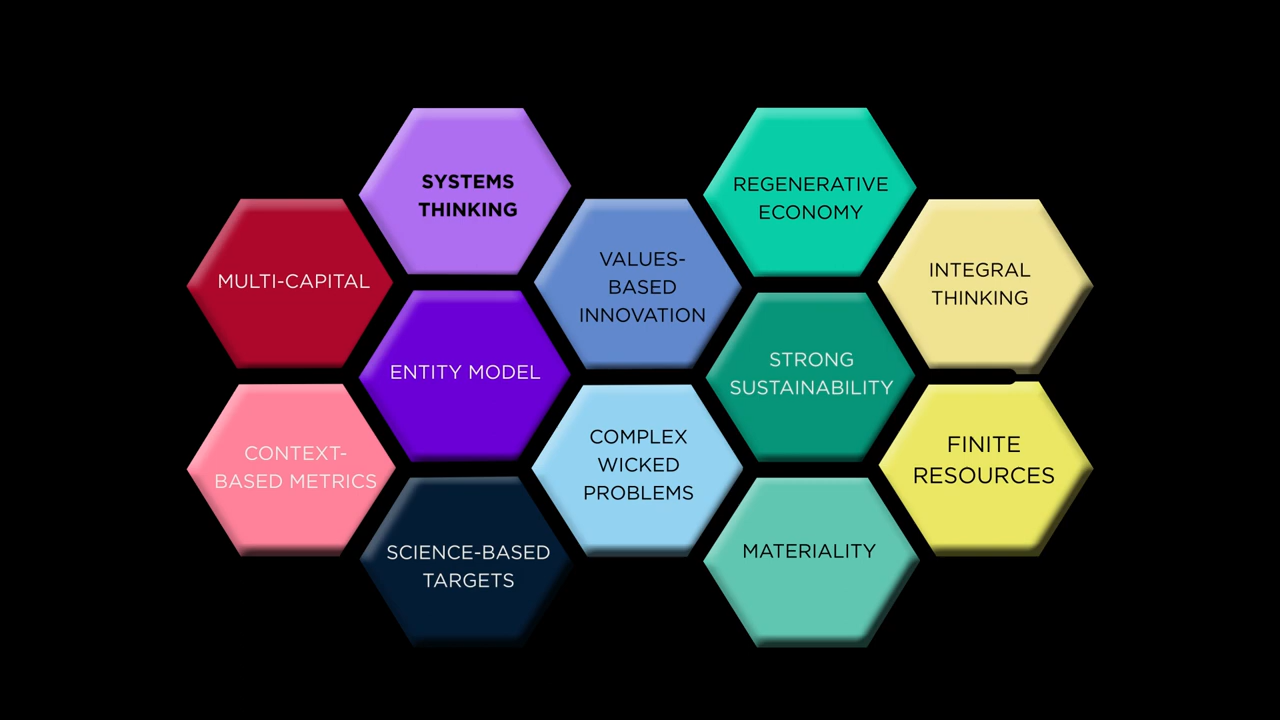 SYSTEMS
THINKING
REGENERATIVE
ECONOMY
MULTI-CAPITAL
VALUES-
BASED
INNOVATION
INTEGRAL
THINKING
ENTITY MODEL
STRONG
SUSTAINABILITY
CONTEXT-
BASED METRICS
COMPLEX
WICKED
PROBLEMS
FINITE
RESOURCES
SCIENCE-BASED
TARGETS
MATERIALITY